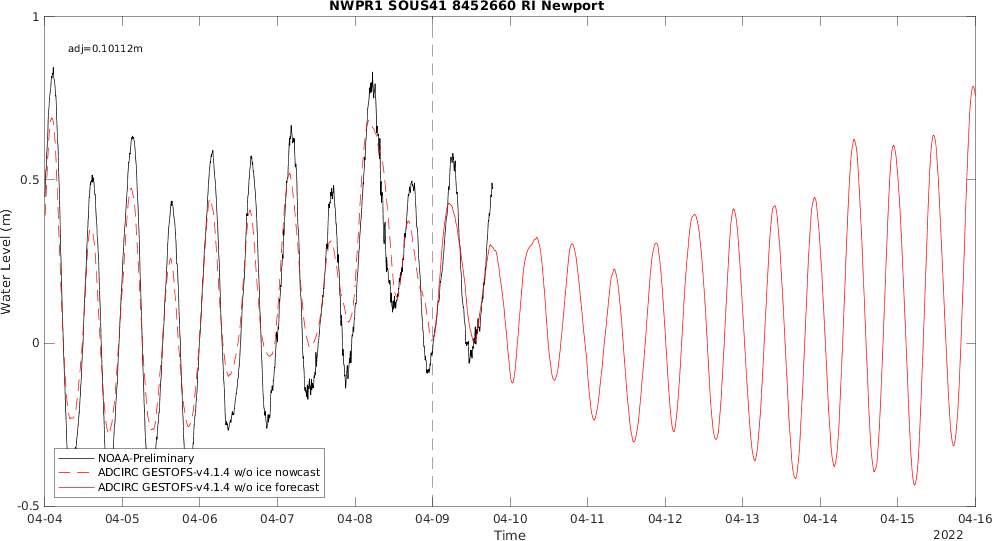 NWPR1 SOUS41 8452660 RI Newport
adj=0.10112m
1
0.5
0
-0.5
Water Level (m)
NOAA-Preliminary
ADCIRC GESTOFS-v4.1.4 w/o ice nowcast
ADCIRC GESTOFS-v4.1.4 w/o ice forecast
04-04 04-05 04-06 04-07 04-08 04-09 04-10 04-11 04-12 04-13 04-14 04-15 04-16
Time
2022